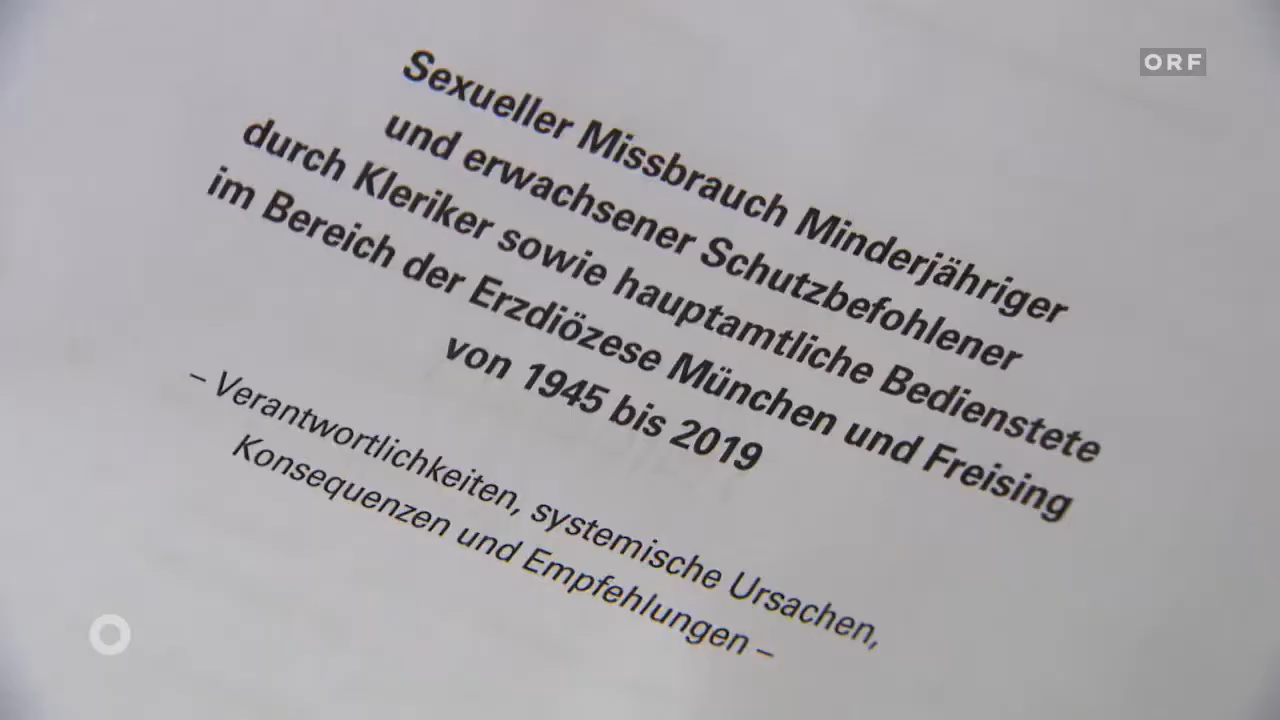 ORF
Sexueller Missbrauch Minderjähriger
und erwachsener Schutzbefohlener
durch Kleriker sowie hauptamtliche Bedienstete
im Bereich der Erzdiözese München und Freising
von 1945 bis 2019
– Verantwortlichkeiten, systemische Ursachen,
Konsequenzen und Empfehlungen –